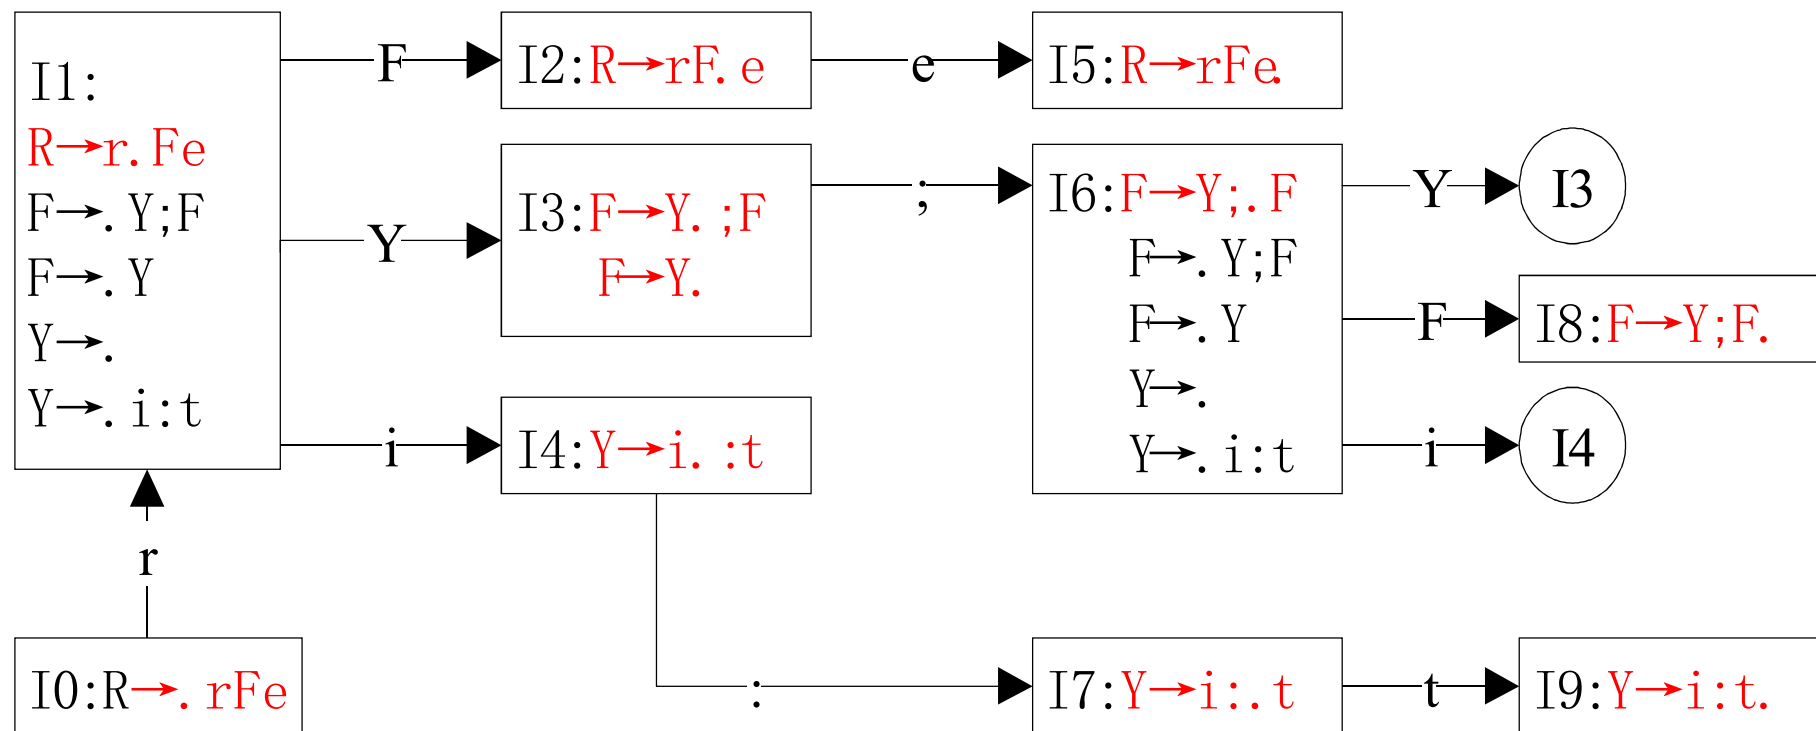 I1:
R→r.Fe
F→.Y;F
F→.Y
Y→.
Y→.i:t
F
I2:R→rF.e
e
I5:R→rFe.
Y
I3:F→Y.;F
F→Y.
;
I6:F→Y;.F
F→.Y;F
F→.Y
Y→.
Y→.i:t
Y
I3
F
I8:F→Y;F.
i
I4
i
I4:Y→i.:t
r
I0:R→.rFe
:
I7:Y→i:.t
t
I9:Y→i:t.